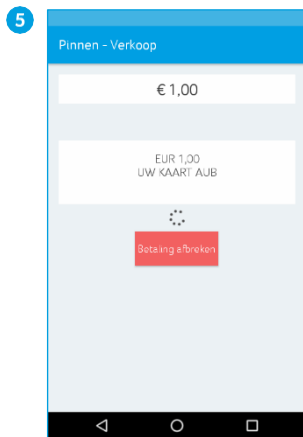 5
Pinnen - Verkoop
€ 1,00
EUR 1,00
UW KAART AUB
Betaling afbreken